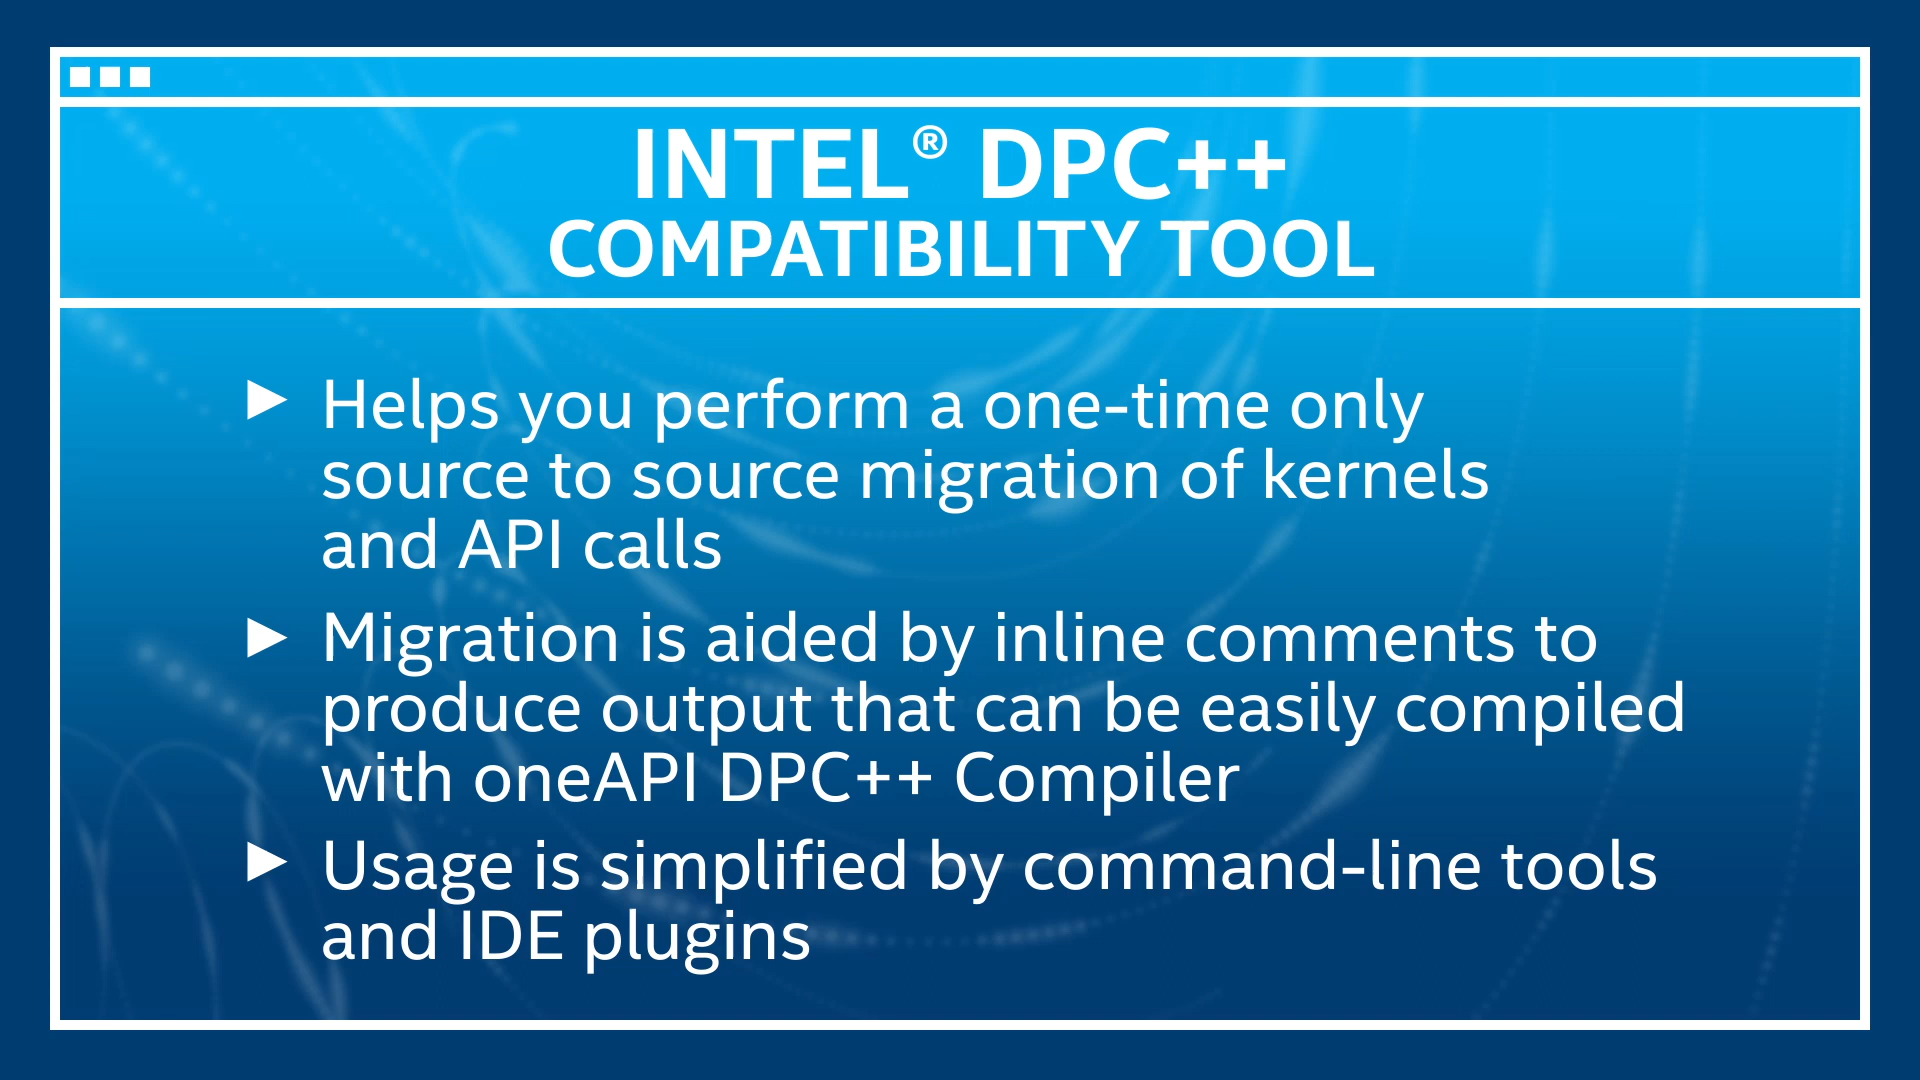 INTEL® DPC++
COMPATIBILITY TOOL
► Helps you perform a one-time only
source to source migration of kernels
and API calls
► Migration is aided by inline comments to
produce output that can be easily compiled
with oneAPI DPC++ Compiler
► Usage is simplified by command-line tools
and IDE plugins